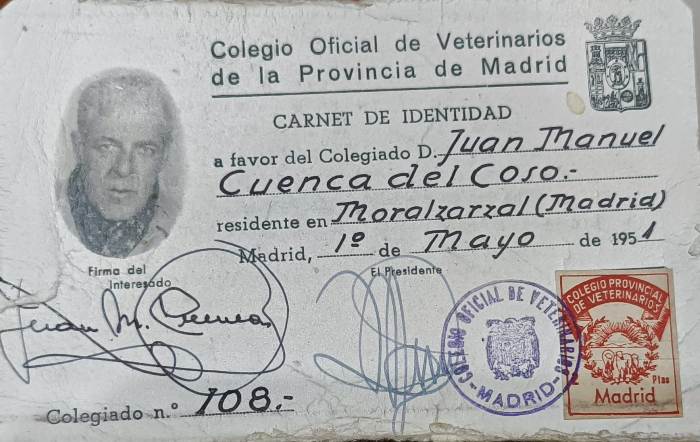 Colegio Oficial de Veterinarios
de la Provincia de Madrid
CARNET DE IDENTIDAD
a favor del Colegiado D. Juan Manuel
Cuenca del Coso.-
residente en Moralzarzal (Madrid)
Madrid, 1º de Mayo de 1951
Firma del
Interesado
El Presidente
Juan M. Cuenca
COLEGIO OFICIAL DE VETERINARIOS
-MADRID-
COLEGIO PROVINCIAL
DE VETERINARIOS
Ptas
Madrid
Colegiado n.º 108.-